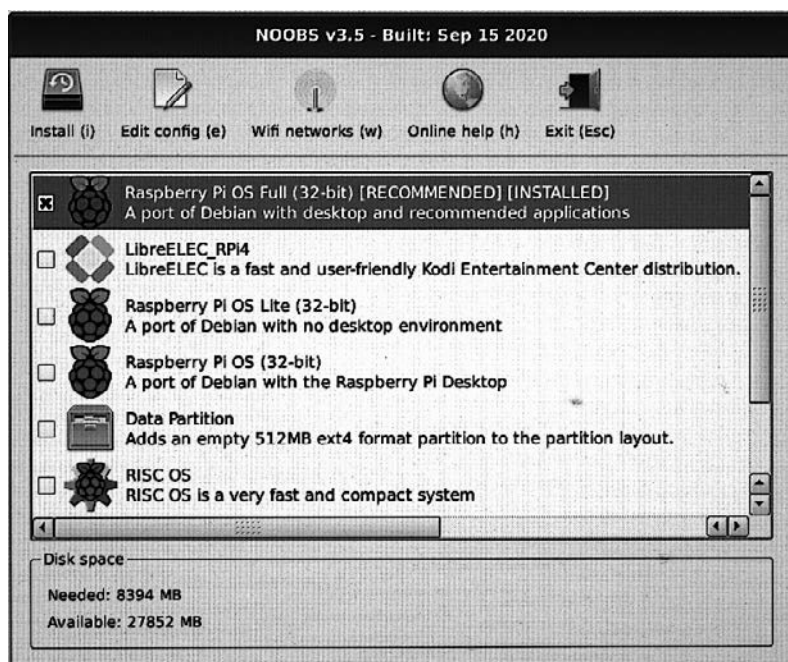 NOOBS v3.5 - Built: Sep 15 2020
Install (i) Edit config (e) Wifi networks (w) Online help (h) Exit (Esc)
Raspberry Pi OS Full (32-bit) [RECOMMENDED] [INSTALLED]
A port of Debian with desktop and recommended applications
LibreELEC_RPi4
LibreELEC is a fast and user-friendly Kodi Entertainment Center distribution.
Raspberry Pi OS Lite (32-bit)
A port of Debian with no desktop environment
Raspberry Pi OS (32-bit)
A port of Debian with the Raspberry Pi Desktop
Data Partition
Adds an empty 512MB ext4 format partition to the partition layout.
RISC OS
RISC OS is a very fast and compact system
Disk space
Needed: 8394 MB
Available: 27852 MB